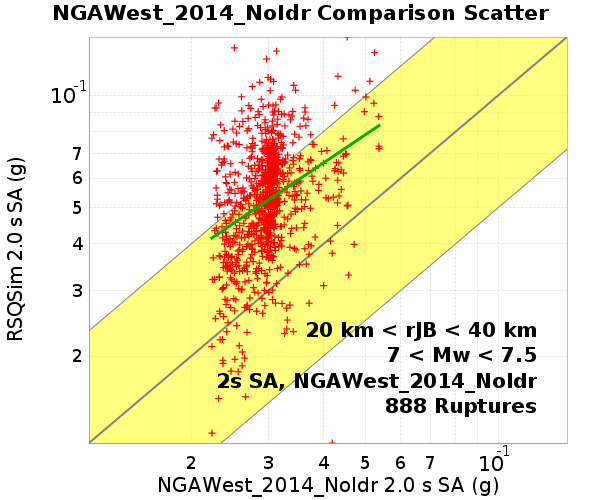 NGAWest_2014_NoIdr Comparison Scatter
10⁻¹
7
6
5
4
3
2
RSQSim 2.0 s SA (g)
20 km < rJB < 40 km
7 < Mw < 7.5
2s SA, NGAWest_2014_NoIdr
888 Ruptures
2 3 4 5 6 7 10⁻¹
NGAWest_2014_NoIdr 2.0 s SA (g)